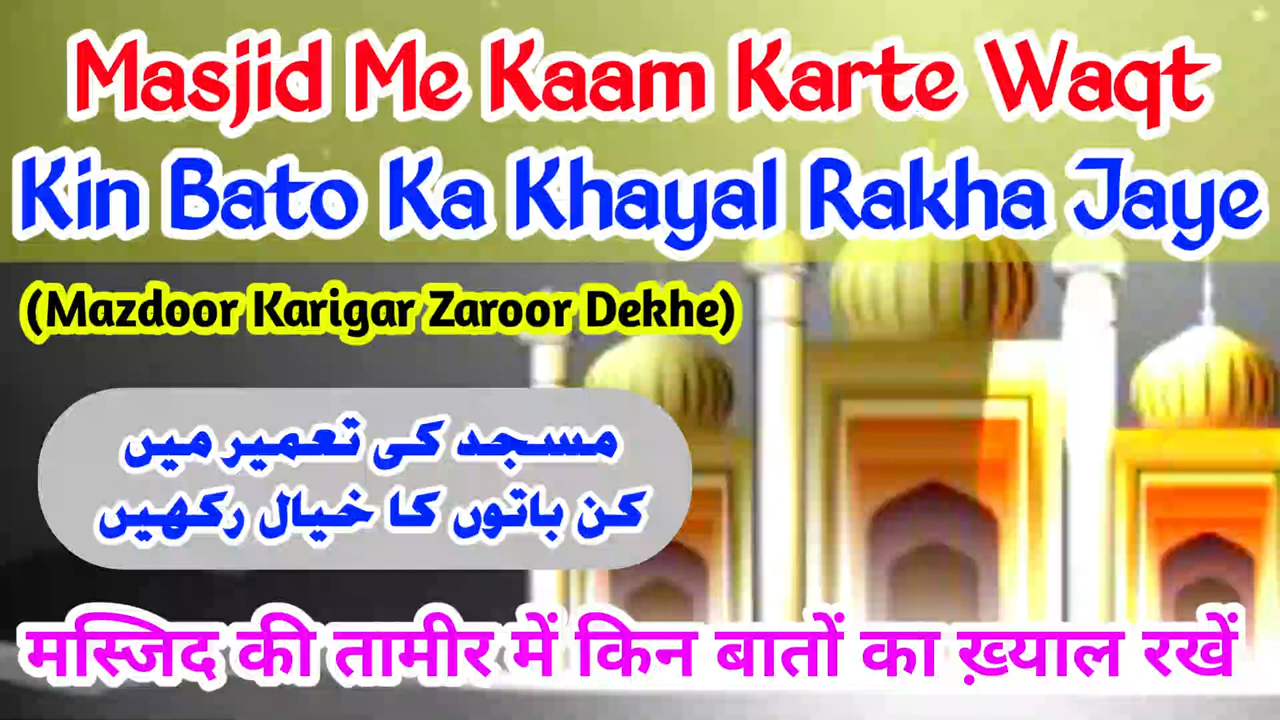 Masjid Me Kaam Karte Waqt
Kin Bato Ka Khayal Rakha Jaye
(Mazdoor Karigar Zaroor Dekhe)
مسجد کی تعمیر میں
کن باتوں کا خیال رکھیں
मस्जिद की तामीर में किन बातों का ख़्याल रखें